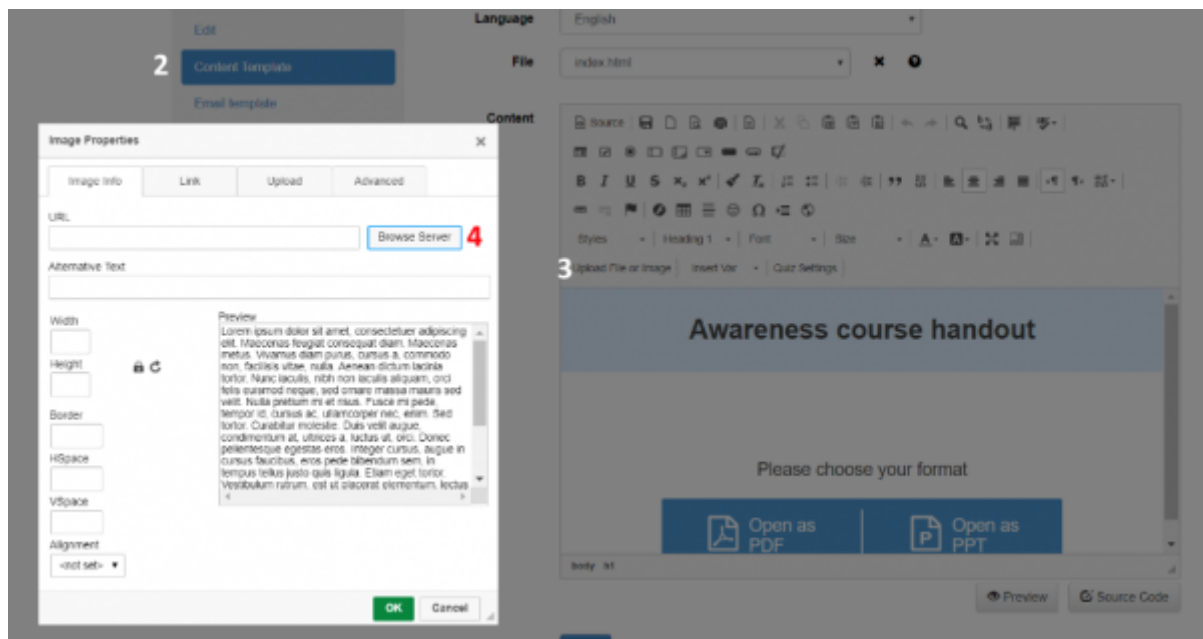 Edit
2 Content Template
Email template
Language English
File index.html
Content
Source
B I U S
Styles Heading 1 Font Size
3 Upload File or Image Insert Var Quiz Settings
Awareness course handout
Please choose your format
Open as PDF
Open as PPT
body h1
Preview Source Code
Image Properties
Image Info Link Upload Advanced
URL
Browse Server 4
Alternative Text
Width
Height
Border
HSpace
VSpace
Alignment
<not set>
Preview
Lorem ipsum dolor sit amet, consectetuer adipiscing
elit. Maecenas feugiat consequat diam. Maecenas
metus. Vivamus diam purus, cursus a, commodo
non, facilisis vitae, nulla. Aenean dictum lacinia
tortor. Nunc iaculis, nibh non iaculis aliquam, orci
felis euismod neque, sed ornare massa mauris sed
velit. Nulla pretium mi et risus. Fusce mi pede,
tempor id, cursus ac, ullamcorper nec, enim. Sed
tortor. Curabitur molestie. Duis velit augue,
condimentum at, ultrices a, luctus ut, orci. Donec
pellentesque egestas eros. Integer cursus, augue in
cursus faucibus, eros pede bibendum sem, in
tempus tellus justo quis ligula. Etiam eget tortor.
Vestibulum rutrum, est ut placerat elementum, lectus
OK Cancel